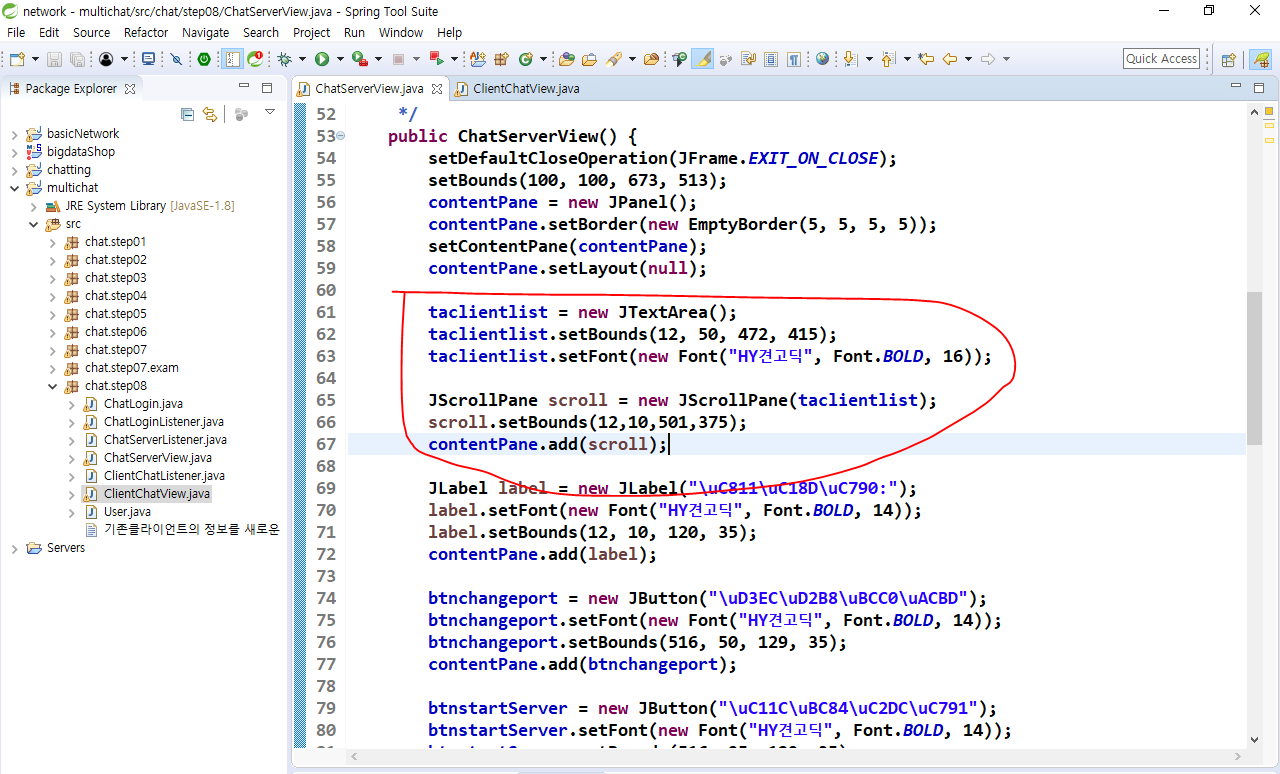 network - multichat/src/chat/step08/ChatServerView.java - Spring Tool Suite
File Edit Source Refactor Navigate Search Project Run Window Help
Quick Access
Package Explorer
ChatServerView.java
ClientChatView.java
basicNetwork
bigdataShop
chatting
multichat
JRE System Library [JavaSE-1.8]
src
chat.step01
chat.step02
chat.step03
chat.step04
chat.step05
chat.step06
chat.step07
chat.step07.exam
chat.step08
ChatLogin.java
ChatLoginListener.java
ChatServerListener.java
ChatServerView.java
ClientChatListener.java
ClientChatView.java
User.java
기존클라이언트의 정보를 새로운
Servers
52 */
53 public ChatServerView() {
54 setDefaultCloseOperation(JFrame.EXIT_ON_CLOSE);
55 setBounds(100, 100, 673, 513);
56 contentPane = new JPanel();
57 contentPane.setBorder(new EmptyBorder(5, 5, 5, 5));
58 setContentPane(contentPane);
59 contentPane.setLayout(null);
60
61 taclientlist = new JTextArea();
62 taclientlist.setBounds(12, 50, 472, 415);
63 taclientlist.setFont(new Font("HY견고딕", Font.BOLD, 16));
64
65 JScrollPane scroll = new JScrollPane(taclientlist);
66 scroll.setBounds(12,10,501,375);
67 contentPane.add(scroll);
68
69 JLabel label = new JLabel("\uC811\uC18D\uC790:");
70 label.setFont(new Font("HY견고딕", Font.BOLD, 14));
71 label.setBounds(12, 10, 120, 35);
72 contentPane.add(label);
73
74 btnchangeport = new JButton("\uD3EC\uD2B8\uBCC0\uACBD");
75 btnchangeport.setFont(new Font("HY견고딕", Font.BOLD, 14));
76 btnchangeport.setBounds(516, 50, 129, 35);
77 contentPane.add(btnchangeport);
78
79 btnstartServer = new JButton("\uC11C\uBC84\uC2DC\uC791");
80 btnstartServer.setFont(new Font("HY견고딕", Font.BOLD, 14));